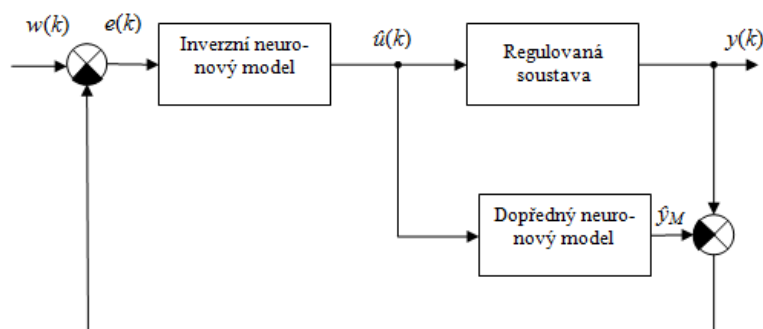 w(k)
e(k)
Inverzní neuro-
nový model
û(k)
Regulovaná
soustava
y(k)
Dopředný neuro-
nový model
ŷM